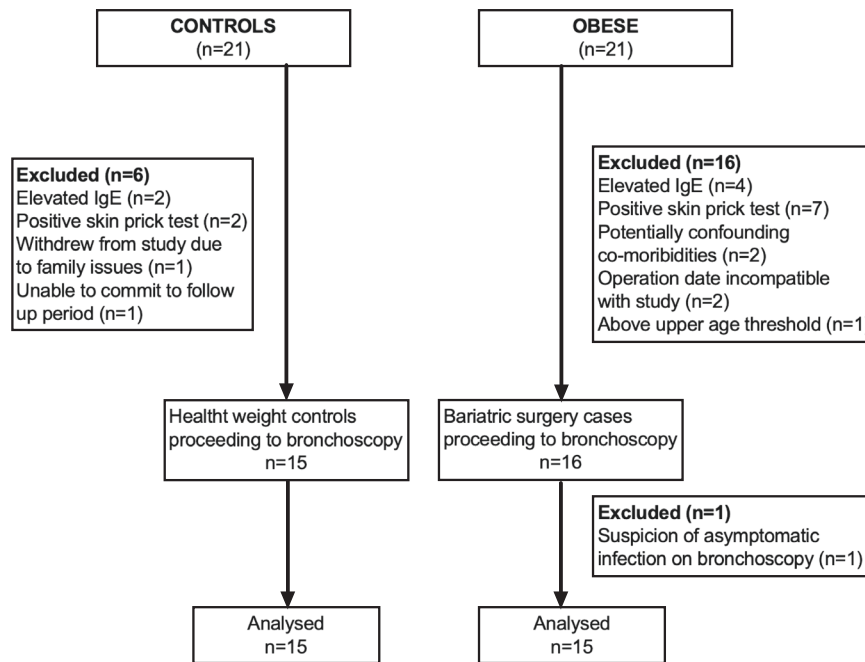 CONTROLS
(n=21)
OBESE
(n=21)
Excluded (n=6)
Elevated IgE (n=2)
Positive skin prick test (n=2)
Withdrew from study due
to family issues (n=1)
Unable to commit to follow
up period (n=1)
Excluded (n=16)
Elevated IgE (n=4)
Positive skin prick test (n=7)
Potentially confounding
co-moribidities (n=2)
Operation date incompatible
with study (n=2)
Above upper age threshold (n=1
Healtht weight controls
proceeding to bronchoscopy
n=15
Bariatric surgery cases
proceeding to bronchoscopy
n=16
Excluded (n=1)
Suspicion of asymptomatic
infection on bronchoscopy (n=1)
Analysed
n=15
Analysed
n=15